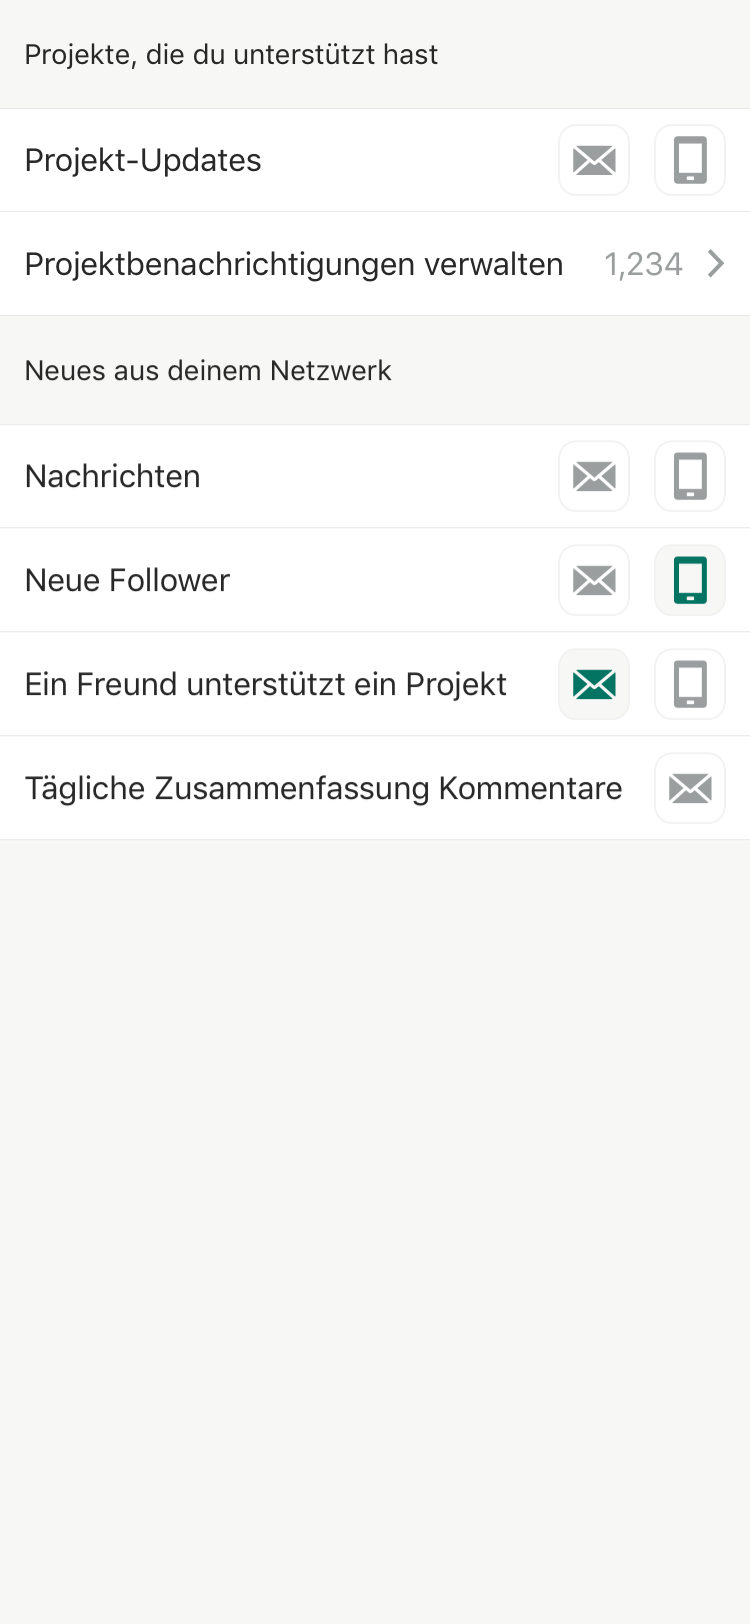 Projekte, die du unterstützt hast
Projekt-Updates
Projektbenachrichtigungen verwalten 1,234
Neues aus deinem Netzwerk
Nachrichten
Neue Follower
Ein Freund unterstützt ein Projekt
Tägliche Zusammenfassung Kommentare